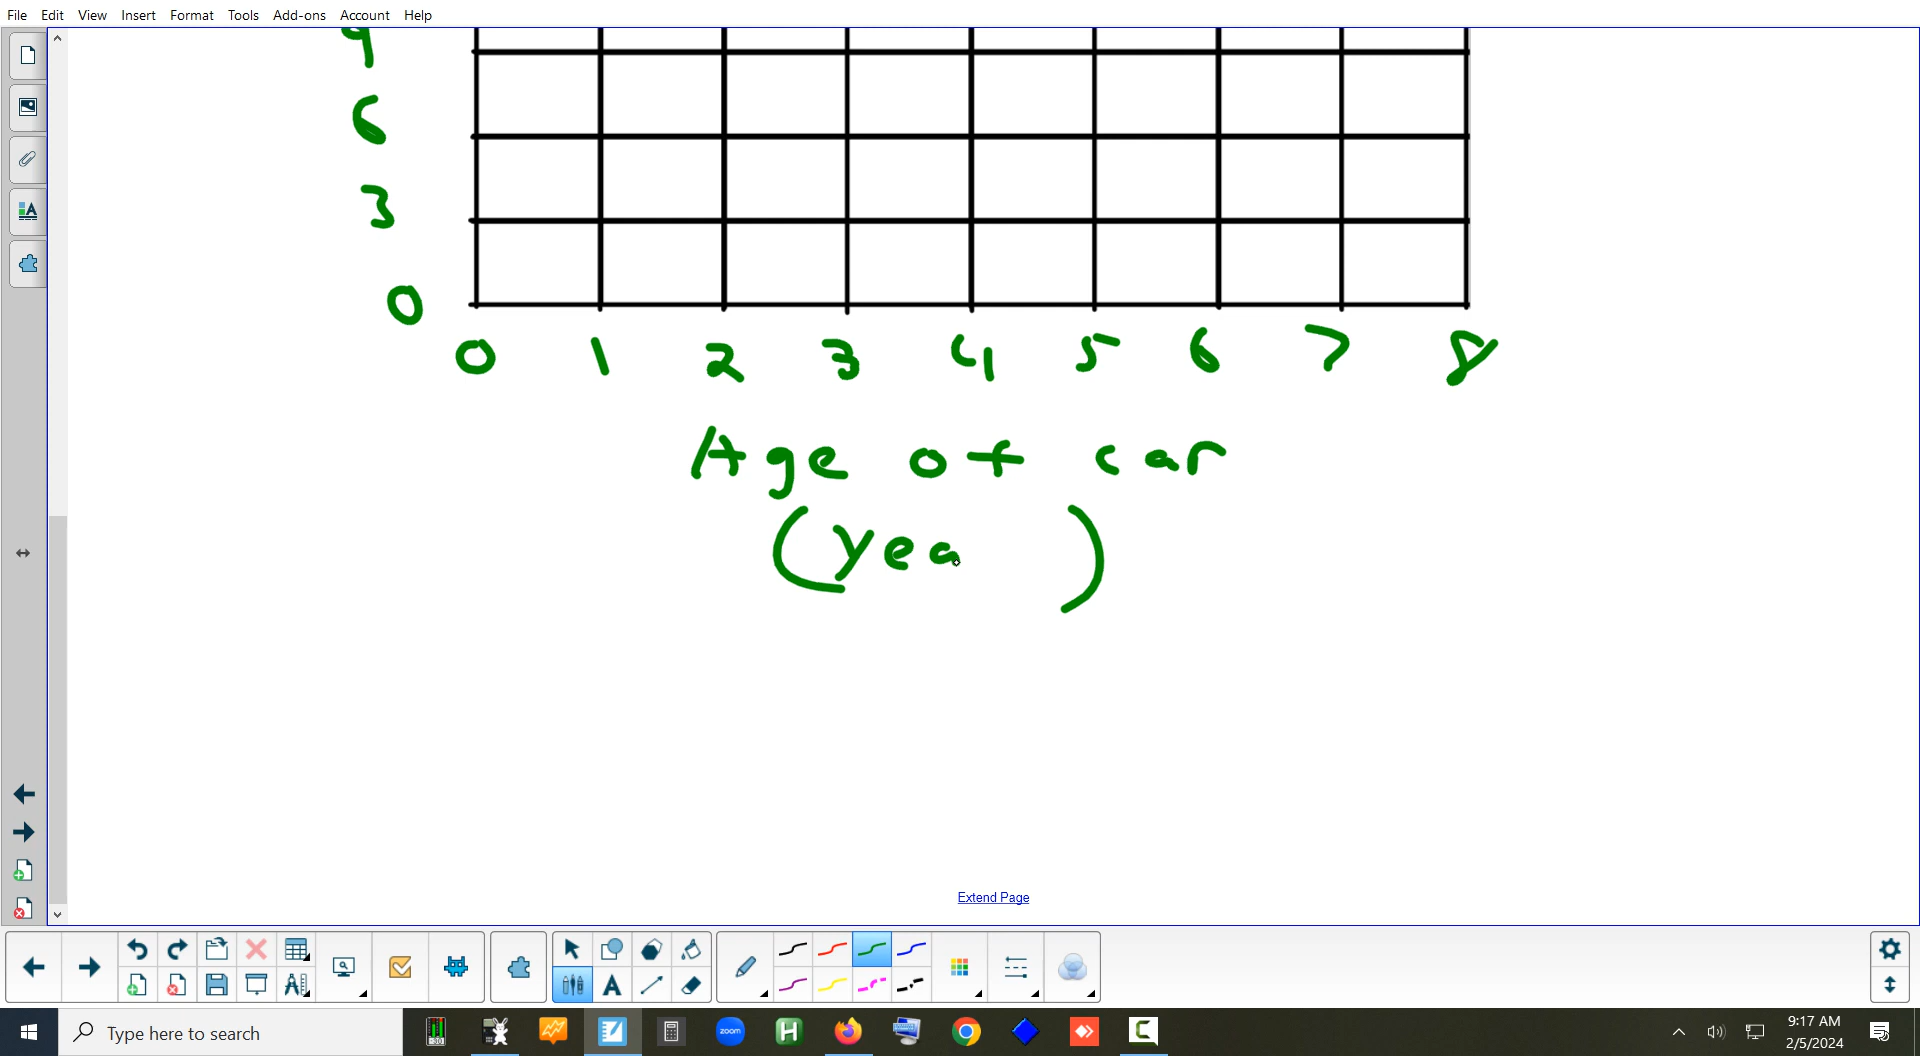 File Edit View Insert Format Tools Add-ons Account Help
9
6
3
0
0 1 2 3 4 5 6 7 8
Age of car
(yea )
Extend Page
Type here to search
zoom
9:17 AM
2/5/2024